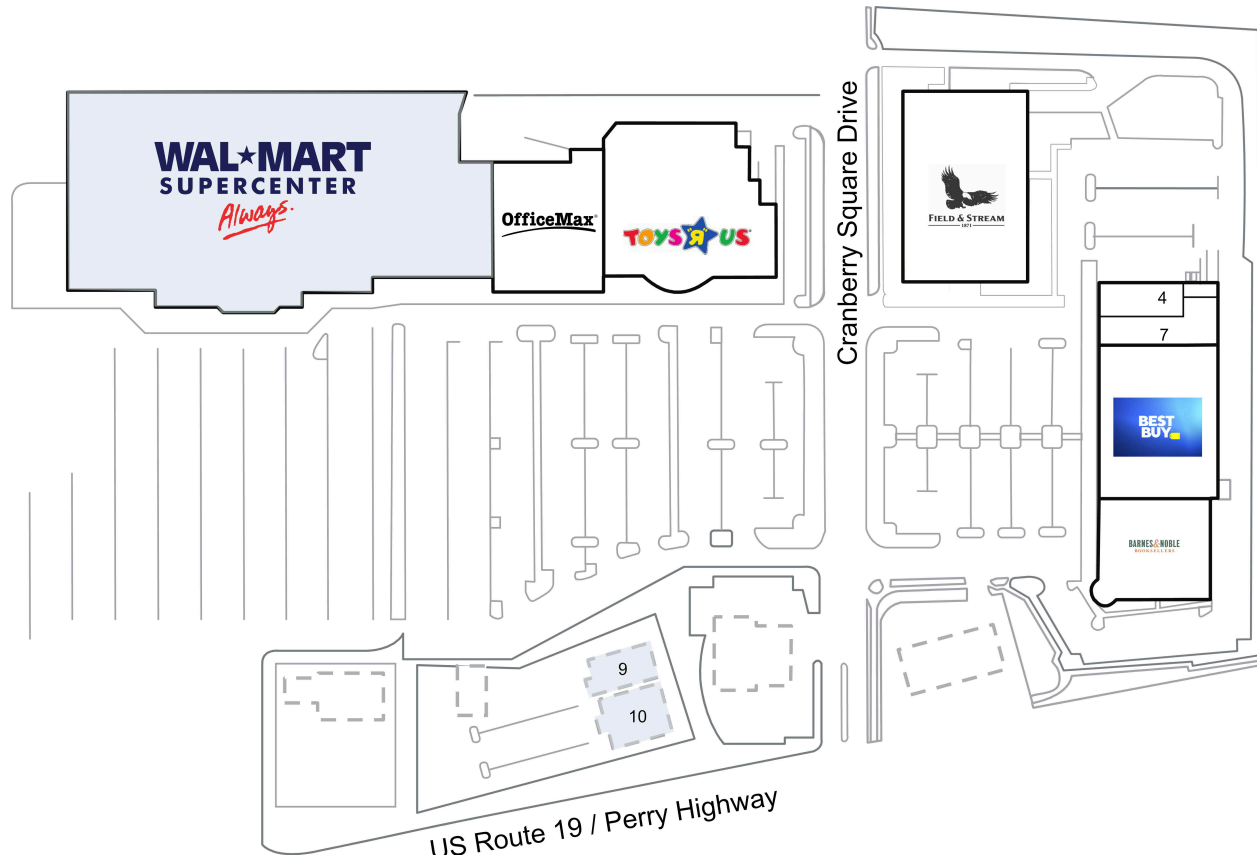 WAL★MART
SUPERCENTER
Always.
OfficeMax®
TOYS R US
Cranberry Square Drive
FIELD & STREAM
1871
4
7
BEST
BUY
BARNES&NOBLE
BOOKSELLERS
9
10
US Route 19 / Perry Highway